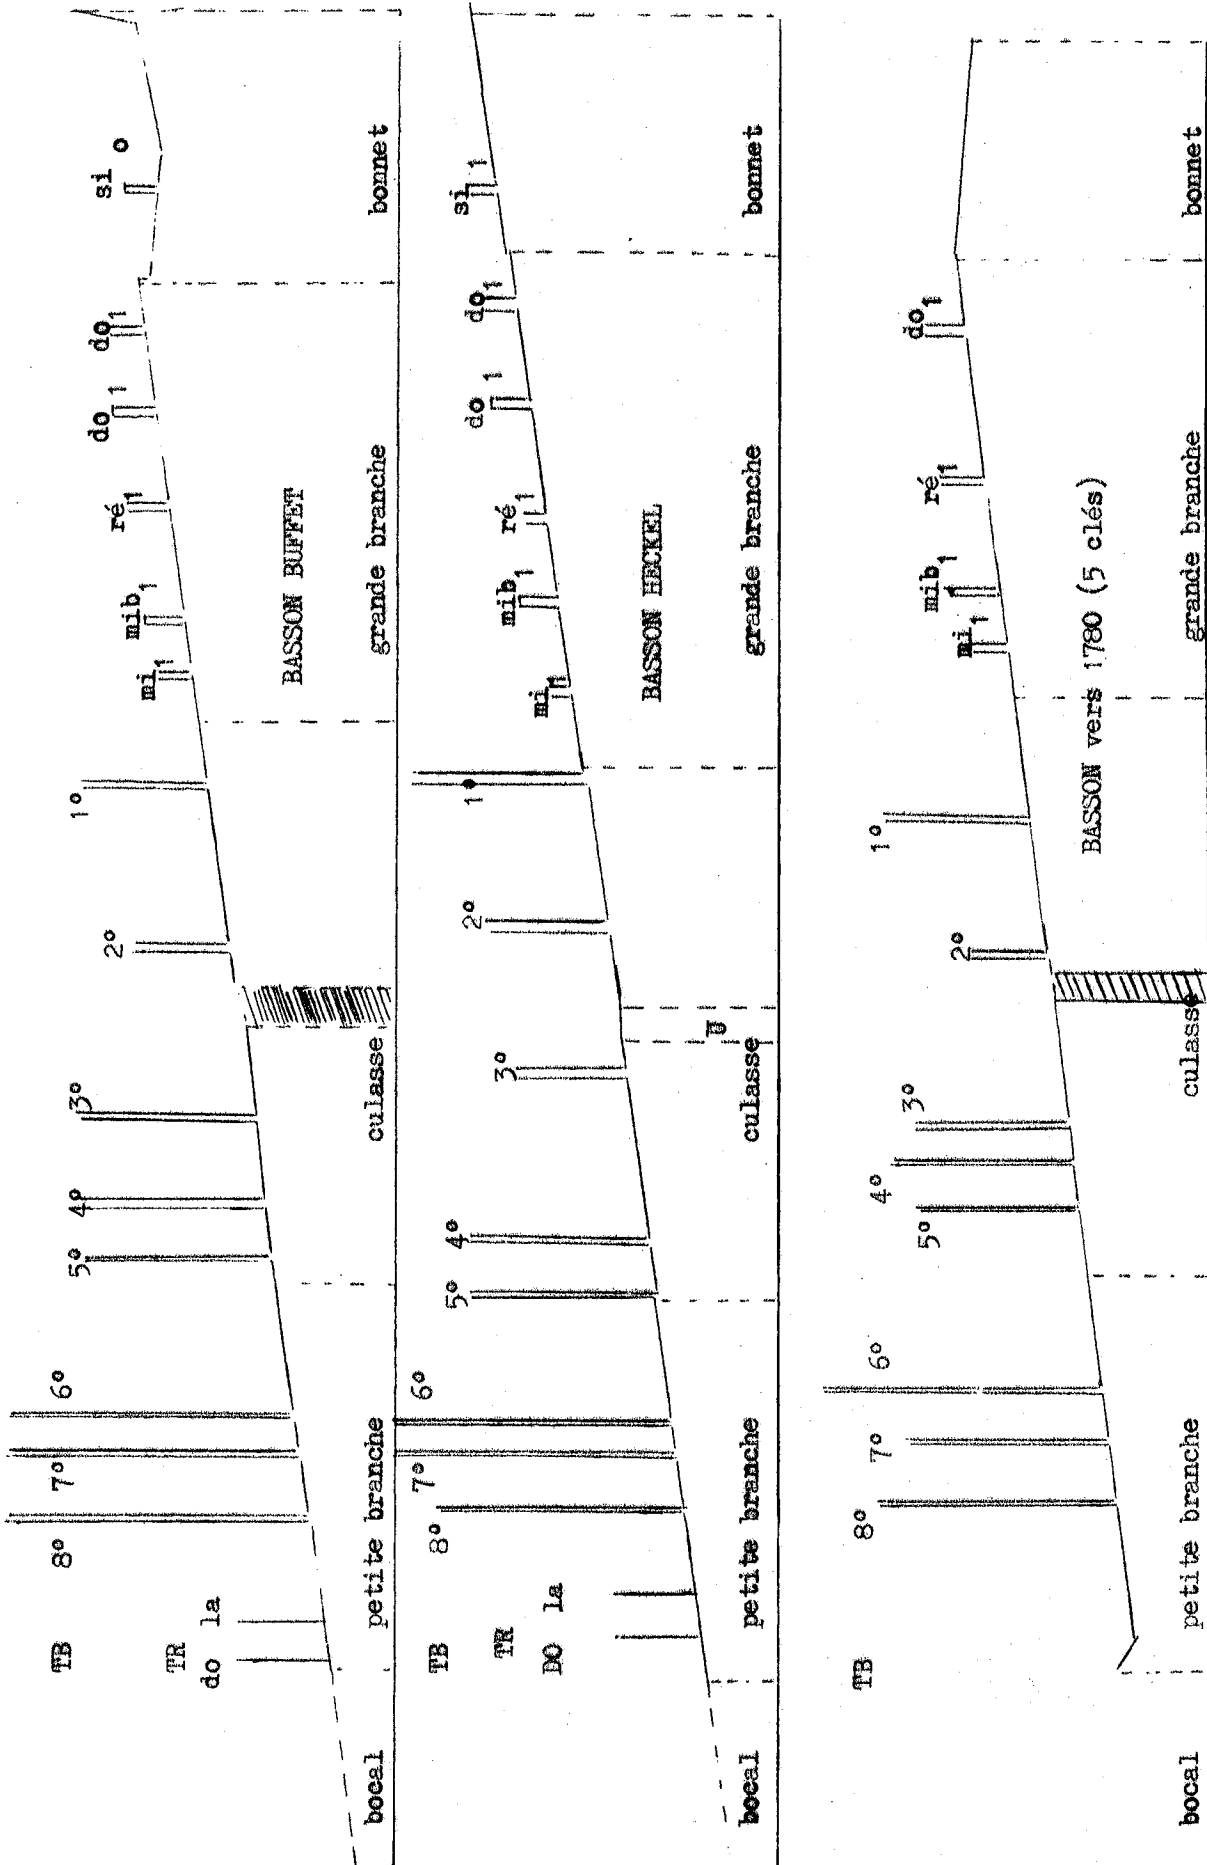 TB 8° 7° 6° 5° 4° 3° 2° 1° mi1 mib1 ré1 do1 do1 si o
TR
do la
BASSON BUFFET
bocal petite branche culasse grande branche bonnet
TB 8° 7° 6° 5° 4° 3° 2° 1 mi1 mib1 ré1 do1 do1 si1
TR
DO la
BASSON HECKEL
U
bocal petite branche culasse grande branche bonnet
TB 8° 7° 6° 5° 4° 3° 2° 1° mi1 mib1 ré1 do1
BASSON vers 1780 (5 clés)
bocal petite branche culasse grande branche bonnet